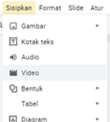 Sisipkan Format Slide Atur
Gambar
Kotak teks
Audio
Video
Bentuk
Tabel
Diagram